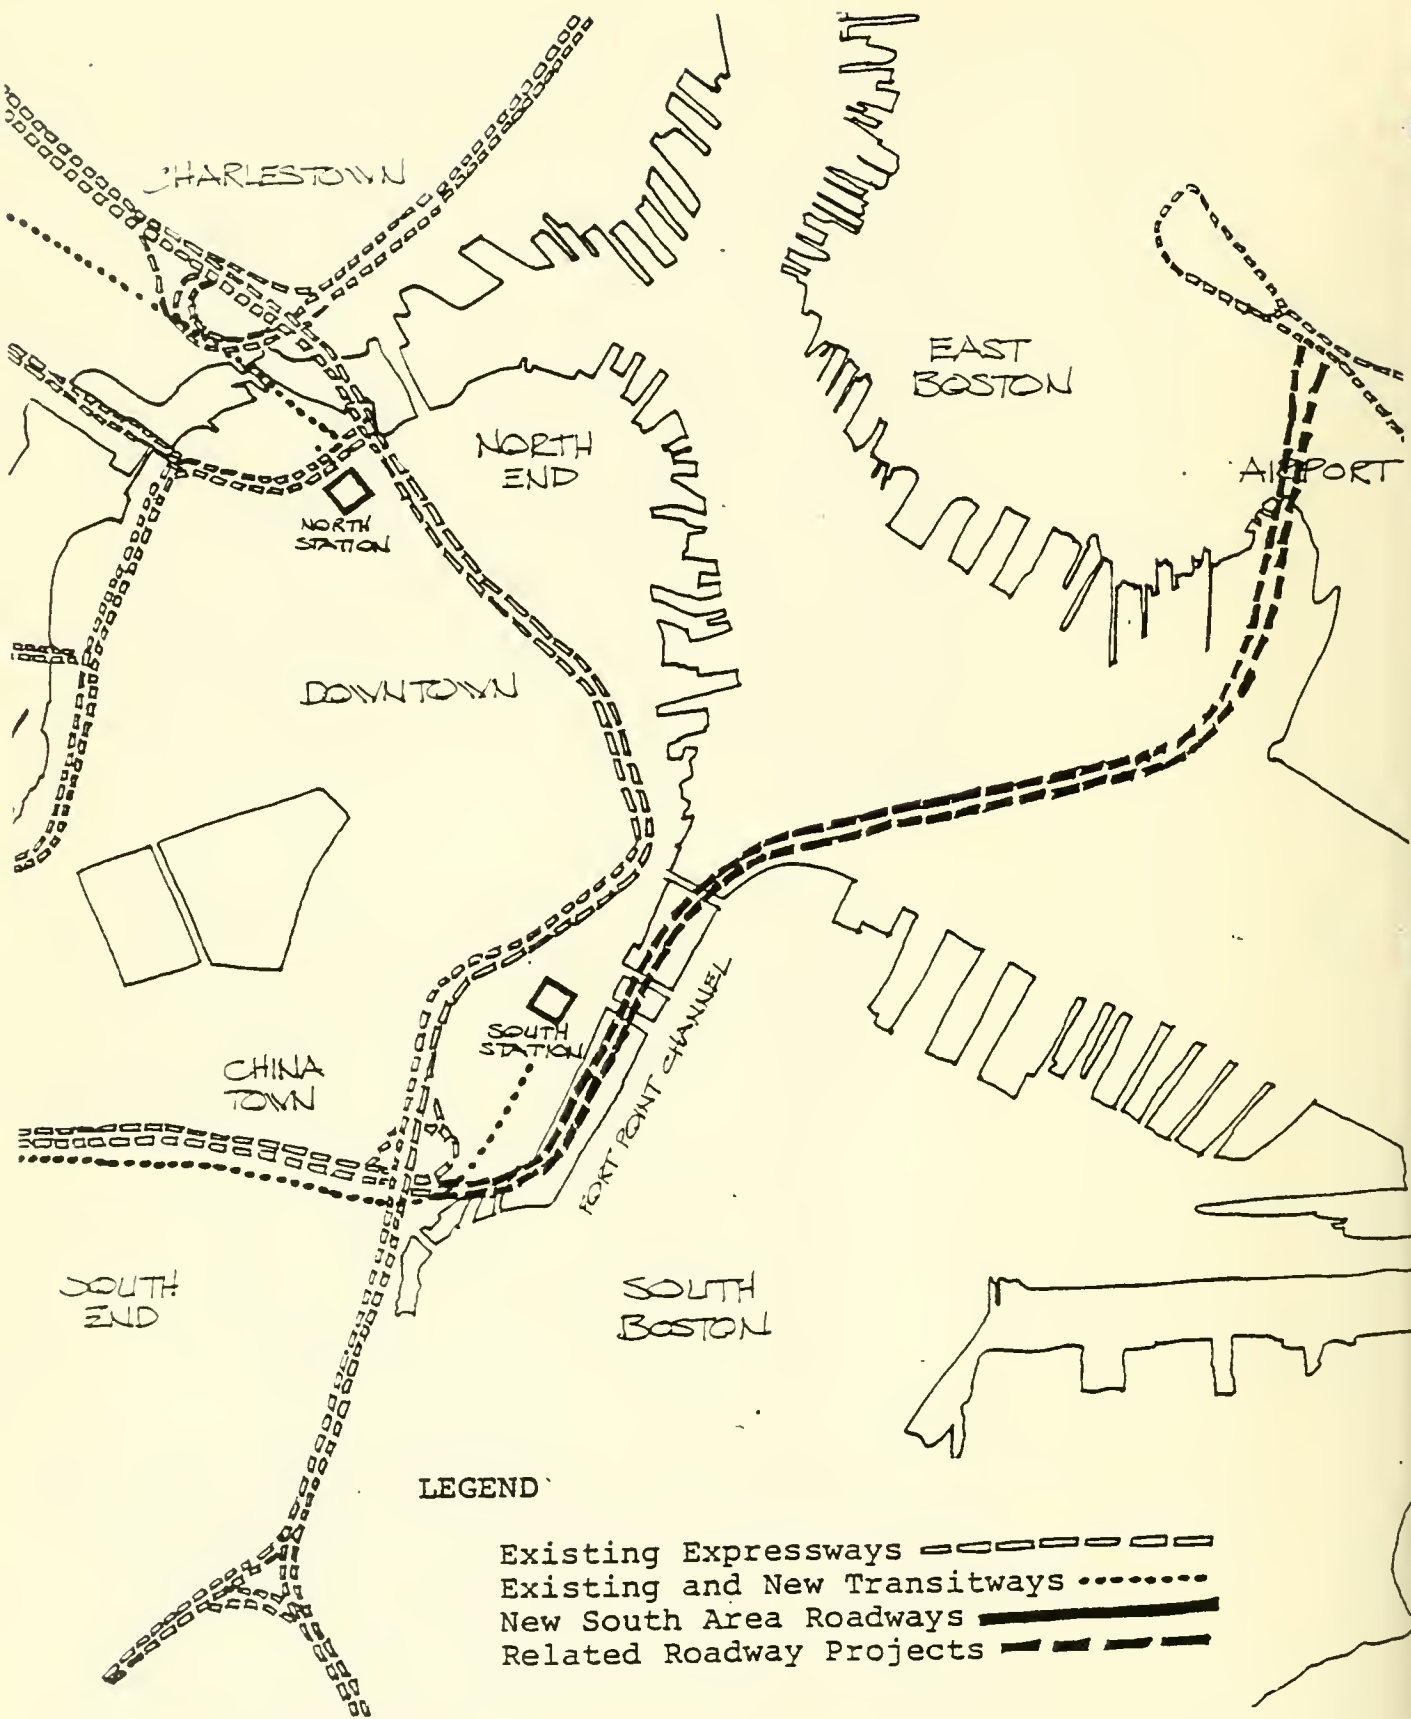 CHARLESTOWN
EAST
BOSTON
NORTH
END
AIRPORT
NORTH
STATION
DOWNTOWN
SOUTH
STATION
FORT POINT CHANNEL
CHINA
TOWN
SOUTH
END
SOUTH
BOSTON
LEGEND
Existing Expressways
Existing and New Transitways
New South Area Roadways
Related Roadway Projects